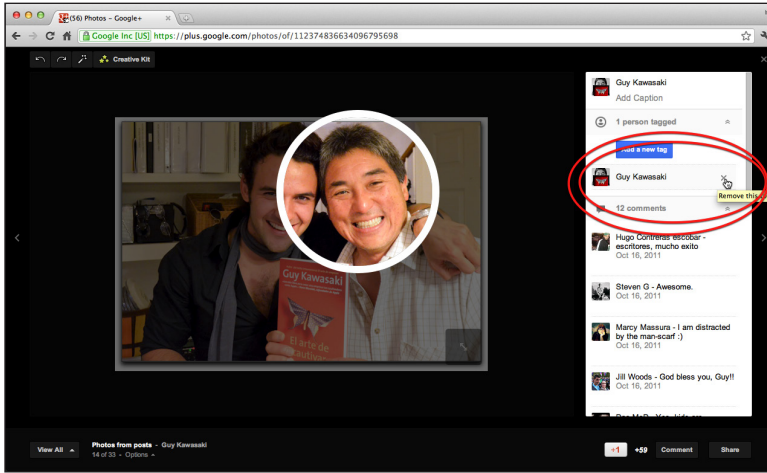 (56) Photos – Google+
Google Inc [US] https://plus.google.com/photos/of/112374836634096795698
Creative Kit
Guy Kawasaki
Add Caption
1 person tagged
Add a new tag
Guy Kawasaki
Remove this
12 comments
Hugo Contreras escobar -
escritores, mucho exito
Oct 16, 2011
Steven G - Awesome.
Oct 16, 2011
Marcy Massura - I am distracted
by the man-scarf :)
Oct 16, 2011
Jill Woods - God bless you, Guy!!
Oct 16, 2011
Guy Kawasaki
El arte de
cautivar
View All
Photos from posts - Guy Kawasaki
14 of 33 - Options
+1
+59
Comment
Share